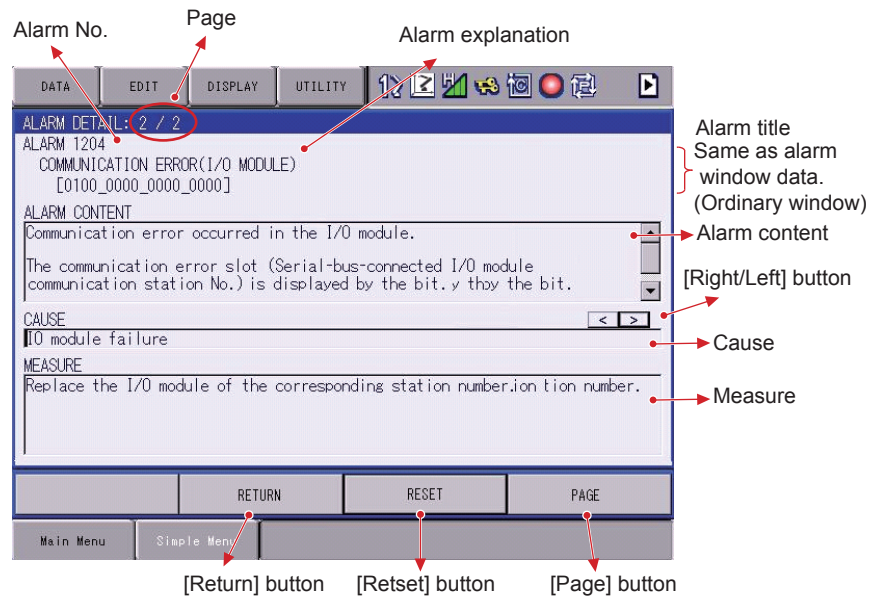 Alarm No.
Page
Alarm explanation
DATA
EDIT
DISPLAY
UTILITY
ALARM DETAIL: 2 / 2
ALARM 1204
COMMUNICATION ERROR(I/O MODULE)
[0100_0000_0000_0000]
Alarm title
Same as alarm
window data.
(Ordinary window)
ALARM CONTENT
Communication error occurred in the I/O module.
The communication error slot (Serial-bus-connected I/O module
communication station No.) is displayed by the bit. y thoy the bit.
Alarm content
[Right/Left] button
CAUSE
< >
IO module failure
Cause
MEASURE
Replace the I/O module of the corresponding station number.ion tion number.
Measure
RETURN
RESET
PAGE
Main Menu
Simple Menu
[Return] button
[Retset] button
[Page] button